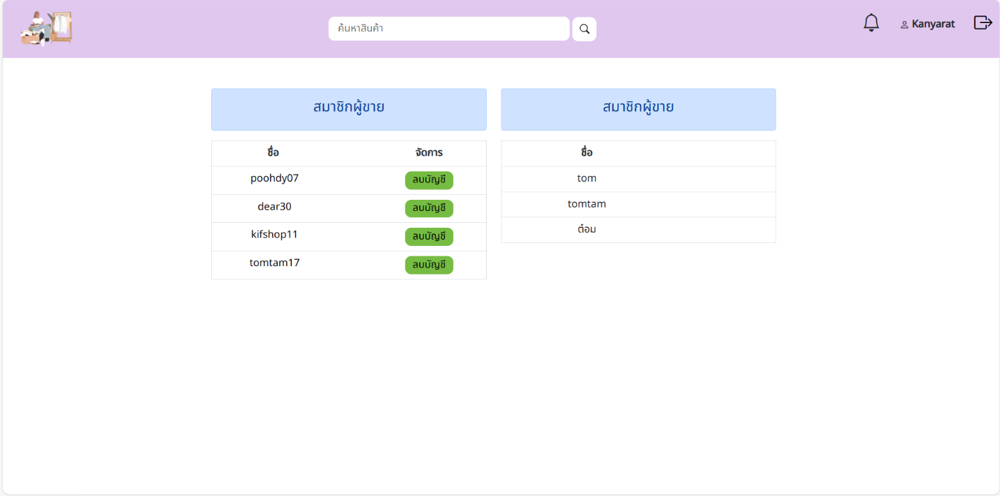 ค้นหาสินค้า
Kanyarat
สมาชิกผู้ขาย
ชื่อ จัดการ
poohdy07 ลบบัญชี
dear30 ลบบัญชี
kifshop11 ลบบัญชี
tomtam17 ลบบัญชี
สมาชิกผู้ขาย
ชื่อ
tom
tomtam
ต๋อม